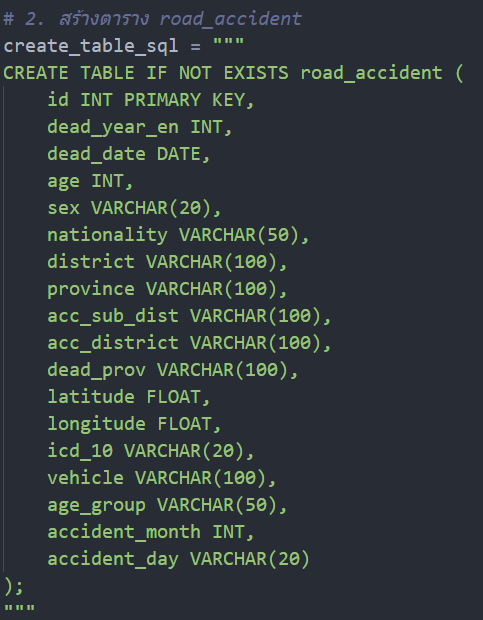 # 2. สร้างตาราง road_accident
create_table_sql = """
CREATE TABLE IF NOT EXISTS road_accident (
    id INT PRIMARY KEY,
    dead_year_en INT,
    dead_date DATE,
    age INT,
    sex VARCHAR(20),
    nationality VARCHAR(50),
    district VARCHAR(100),
    province VARCHAR(100),
    acc_sub_dist VARCHAR(100),
    acc_district VARCHAR(100),
    dead_prov VARCHAR(100),
    latitude FLOAT,
    longitude FLOAT,
    icd_10 VARCHAR(20),
    vehicle VARCHAR(100),
    age_group VARCHAR(50),
    accident_month INT,
    accident_day VARCHAR(20)
);
"""